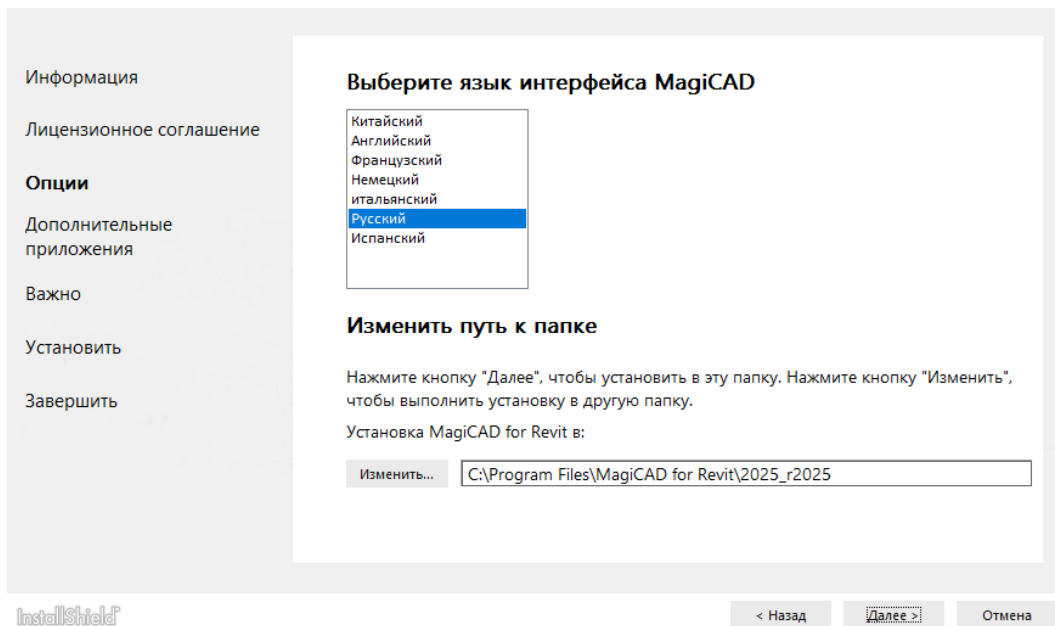 Информация
Лицензионное соглашение
Опции
Дополнительные
приложения
Важно
Установить
Завершить
Выберите язык интерфейса MagiCAD
Китайский
Английский
Французский
Немецкий
итальянский
Русский
Испанский
Изменить путь к папке
Нажмите кнопку "Далее", чтобы установить в эту папку. Нажмите кнопку "Изменить",
чтобы выполнить установку в другую папку.
Установка MagiCAD for Revit в:
Изменить...
C:\Program Files\MagiCAD for Revit\2025_r2025
InstallShield™
< Назад
Далее >
Отмена